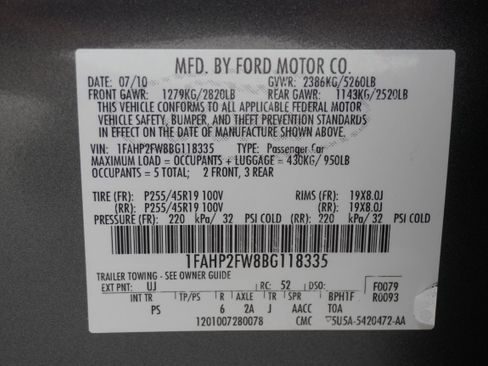 MFD. BY FORD MOTOR CO.
DATE: 07/10 GVWR: 2386KG/5260LB
FRONT GAWR: 1279KG/2820LB REAR GAWR: 1143KG/2520LB
THIS VEHICLE CONFORMS TO ALL APPLICABLE FEDERAL MOTOR
VEHICLE SAFETY, BUMPER, AND THEFT PREVENTION STANDARDS
IN EFFECT ON THE DATE OF MANUFACTURE SHOWN ABOVE.
VIN: 1FAHP2FW8BG118335 TYPE: Passenger Car
MAXIMUM LOAD = OCCUPANTS + LUGGAGE = 430KG/950LB
OCCUPANTS = 5 TOTAL; 2 FRONT, 3 REAR
TIRE (FR): P255/45R19 100V RIMS (FR): 19X8.0J
(RR): P255/45R19 100V (RR): 19X8.0J
PRESSURE (FR): 220 kPa/ 32 PSI COLD (RR): 220 kPa/ 32 PSI COLD
1FAHP2FW8BG118335
TRAILER TOWING - SEE OWNER GUIDE
EXT PNT: UJ RC: 52 DSO: F0079
INT TR TP/PS R AXLE TR SPR BPH1F R0093
PS 6 2A J AACC TOA
1201007280078 CMC 5U5A-5420472-AA